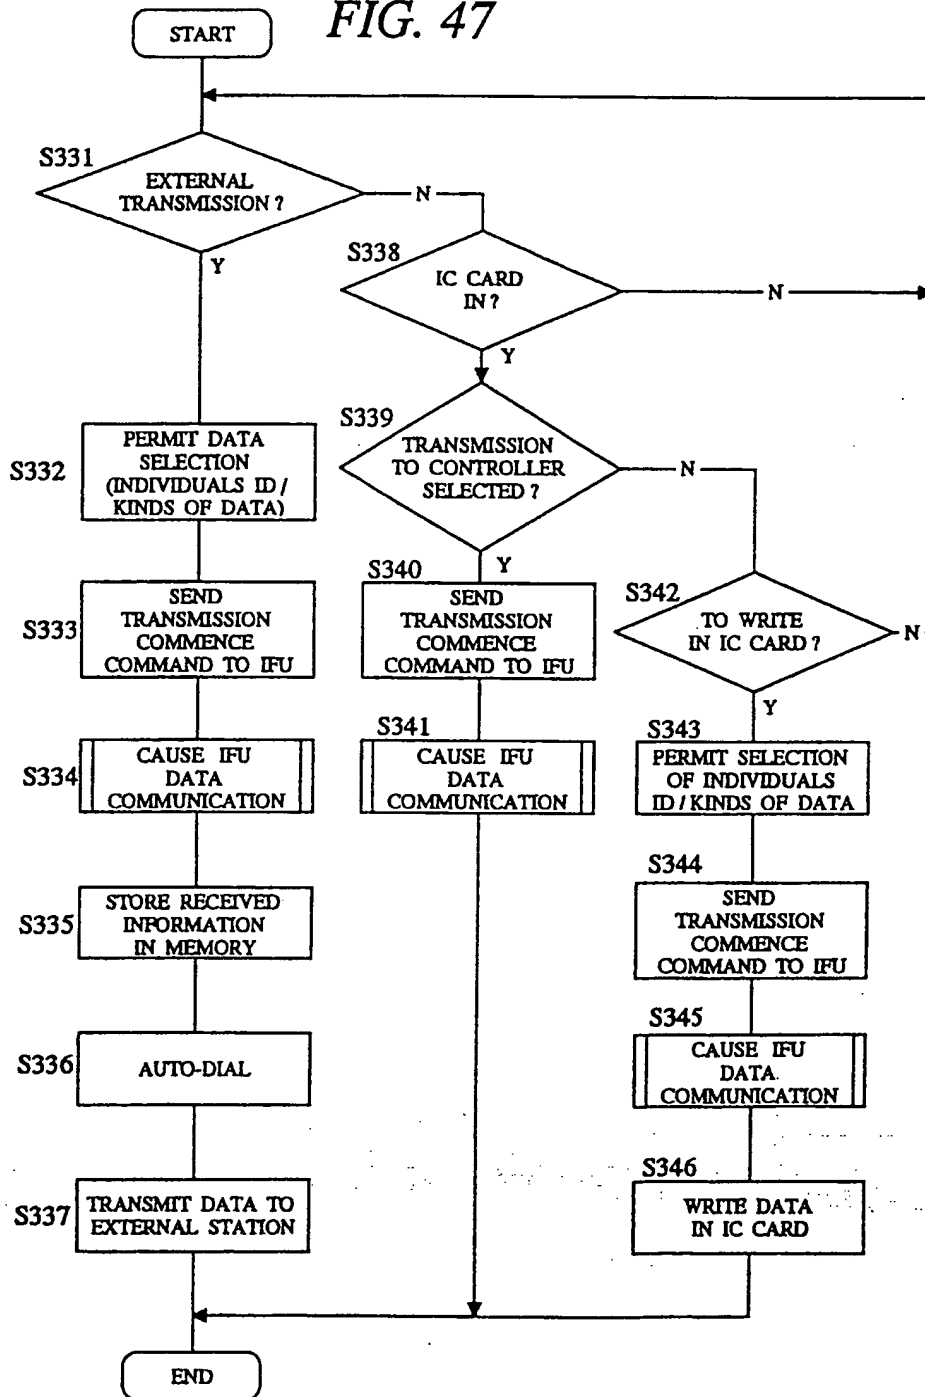 FIG. 47
START
S331
EXTERNAL
TRANSMISSION ?
N
Y
S338
IC CARD
IN ?
N
Y
S339
TRANSMISSION
TO CONTROLLER
SELECTED ?
N
Y
S332
PERMIT DATA
SELECTION
(INDIVIDUALS ID /
KINDS OF DATA)
S333
SEND
TRANSMISSION
COMMENCE
COMMAND TO IFU
S334
CAUSE IFU
DATA
COMMUNICATION
S335
STORE RECEIVED
INFORMATION
IN MEMORY
S336
AUTO-DIAL
S337
TRANSMIT DATA TO
EXTERNAL STATION
S340
SEND
TRANSMISSION
COMMENCE
COMMAND TO IFU
S341
CAUSE IFU
DATA
COMMUNICATION
S342
TO WRITE
IN IC CARD ?
N
Y
S343
PERMIT SELECTION
OF INDIVIDUALS
ID / KINDS OF DATA
S344
SEND
TRANSMISSION
COMMENCE
COMMAND TO IFU
S345
CAUSE IFU
DATA
COMMUNICATION
S346
WRITE DATA
IN IC CARD
END